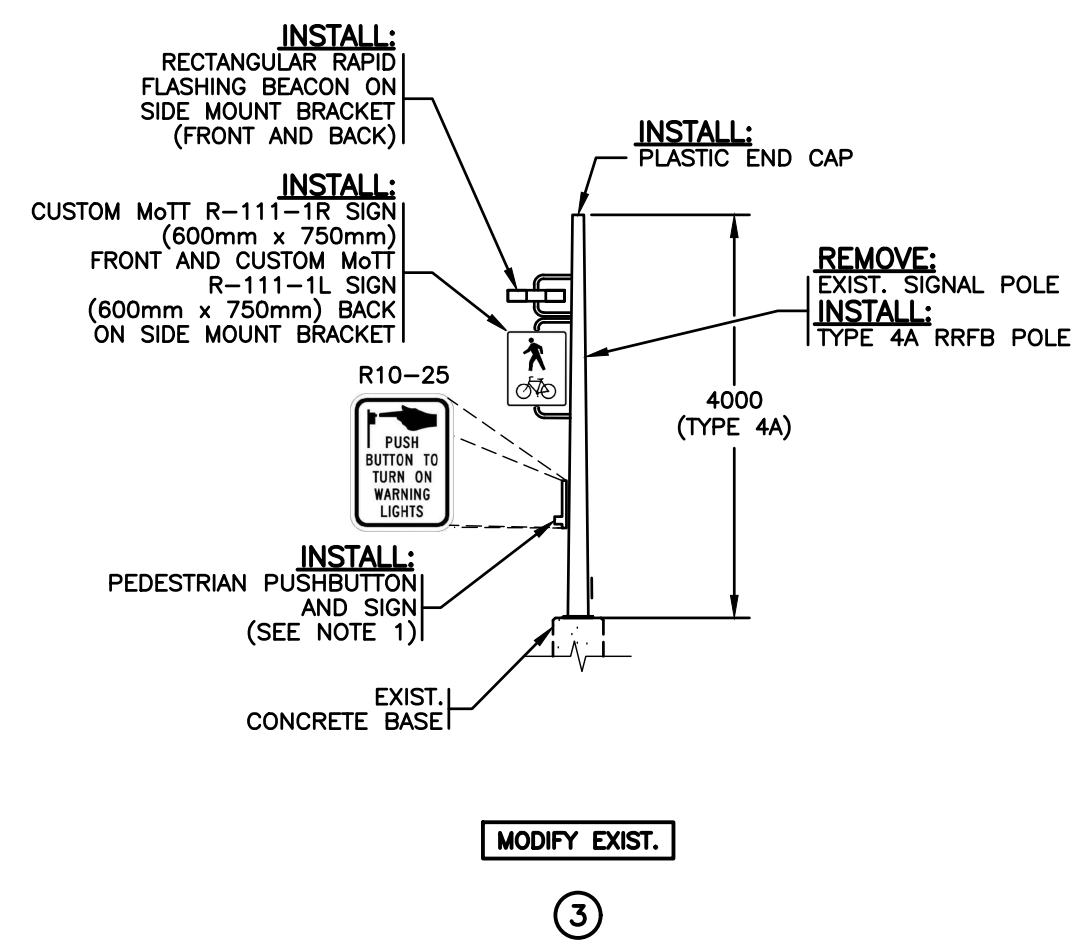 INSTALL:
RECTANGULAR RAPID
FLASHING BEACON ON
SIDE MOUNT BRACKET
(FRONT AND BACK)
INSTALL:
PLASTIC END CAP
INSTALL:
CUSTOM MoTT R-111-1R SIGN
(600mm x 750mm)
FRONT AND CUSTOM MoTT
R-111-1L SIGN
(600mm x 750mm) BACK
ON SIDE MOUNT BRACKET
REMOVE:
EXIST. SIGNAL POLE
INSTALL:
TYPE 4A RRFB POLE
R10-25
PUSH
BUTTON TO
TURN ON
WARNING
LIGHTS
4000
(TYPE 4A)
INSTALL:
PEDESTRIAN PUSHBUTTON
AND SIGN
(SEE NOTE 1)
EXIST.
CONCRETE BASE
MODIFY EXIST.
3